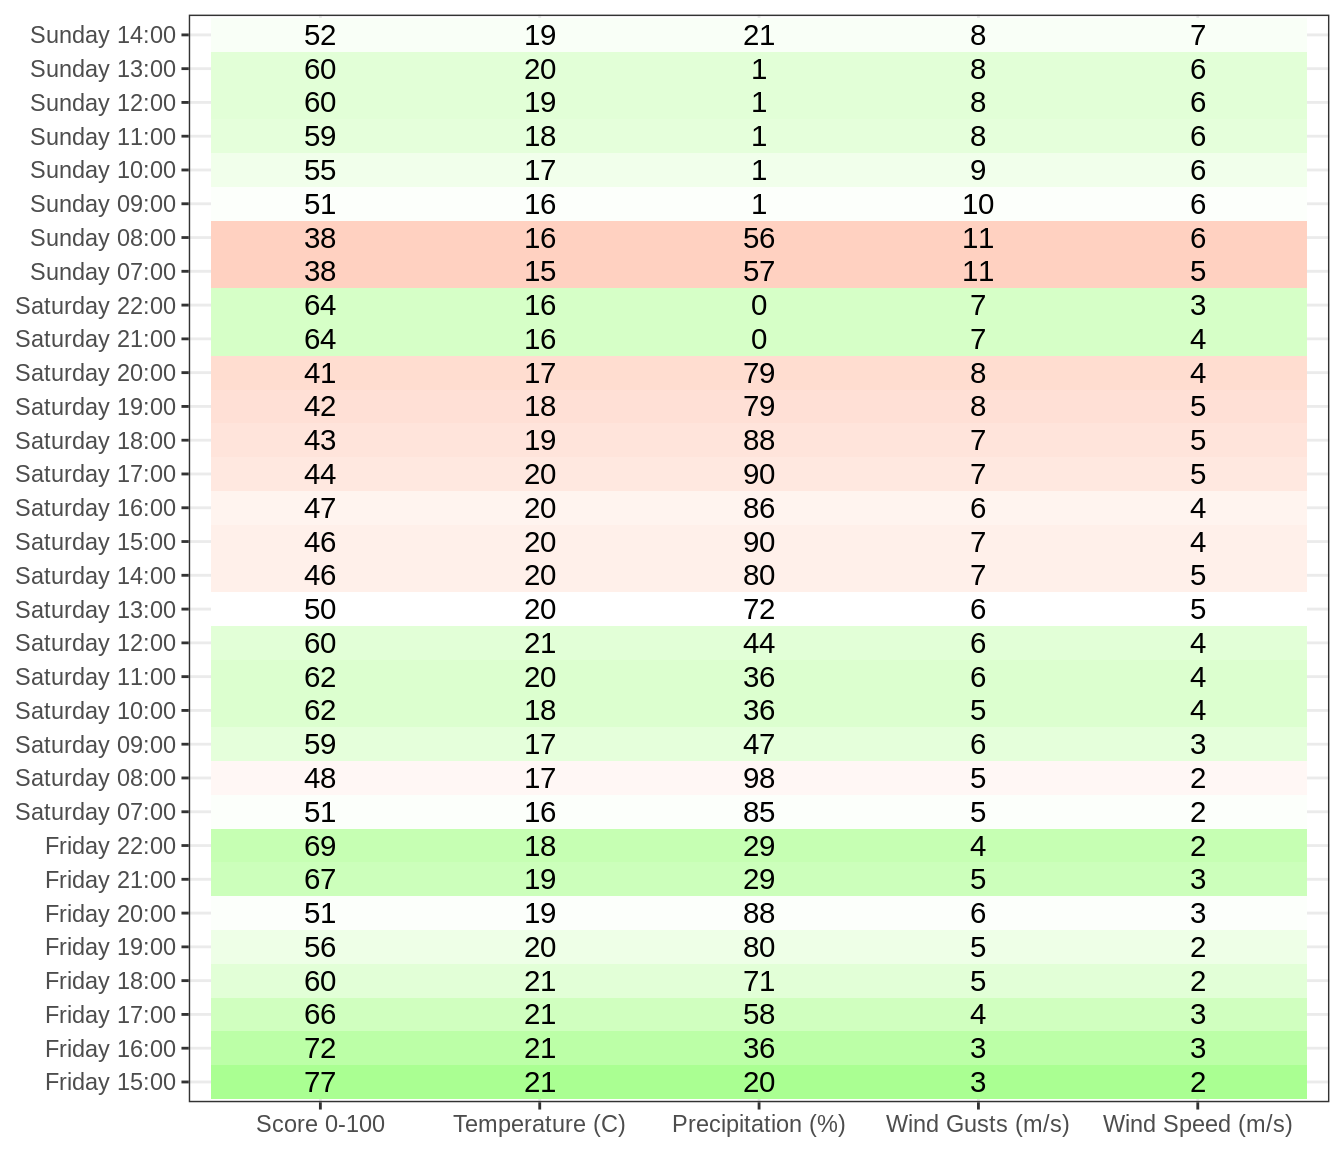 Sunday 14:00 52 19 21 8 7
Sunday 13:00 60 20 1 8 6
Sunday 12:00 60 19 1 8 6
Sunday 11:00 59 18 1 8 6
Sunday 10:00 55 17 1 9 6
Sunday 09:00 51 16 1 10 6
Sunday 08:00 38 16 56 11 6
Sunday 07:00 38 15 57 11 5
Saturday 22:00 64 16 0 7 3
Saturday 21:00 64 16 0 7 4
Saturday 20:00 41 17 79 8 4
Saturday 19:00 42 18 79 8 5
Saturday 18:00 43 19 88 7 5
Saturday 17:00 44 20 90 7 5
Saturday 16:00 47 20 86 6 4
Saturday 15:00 46 20 90 7 4
Saturday 14:00 46 20 80 7 5
Saturday 13:00 50 20 72 6 5
Saturday 12:00 60 21 44 6 4
Saturday 11:00 62 20 36 6 4
Saturday 10:00 62 18 36 5 4
Saturday 09:00 59 17 47 6 3
Saturday 08:00 48 17 98 5 2
Saturday 07:00 51 16 85 5 2
Friday 22:00 69 18 29 4 2
Friday 21:00 67 19 29 5 3
Friday 20:00 51 19 88 6 3
Friday 19:00 56 20 80 5 2
Friday 18:00 60 21 71 5 2
Friday 17:00 66 21 58 4 3
Friday 16:00 72 21 36 3 3
Friday 15:00 77 21 20 3 2
Score 0-100 Temperature (C) Precipitation (%) Wind Gusts (m/s) Wind Speed (m/s)